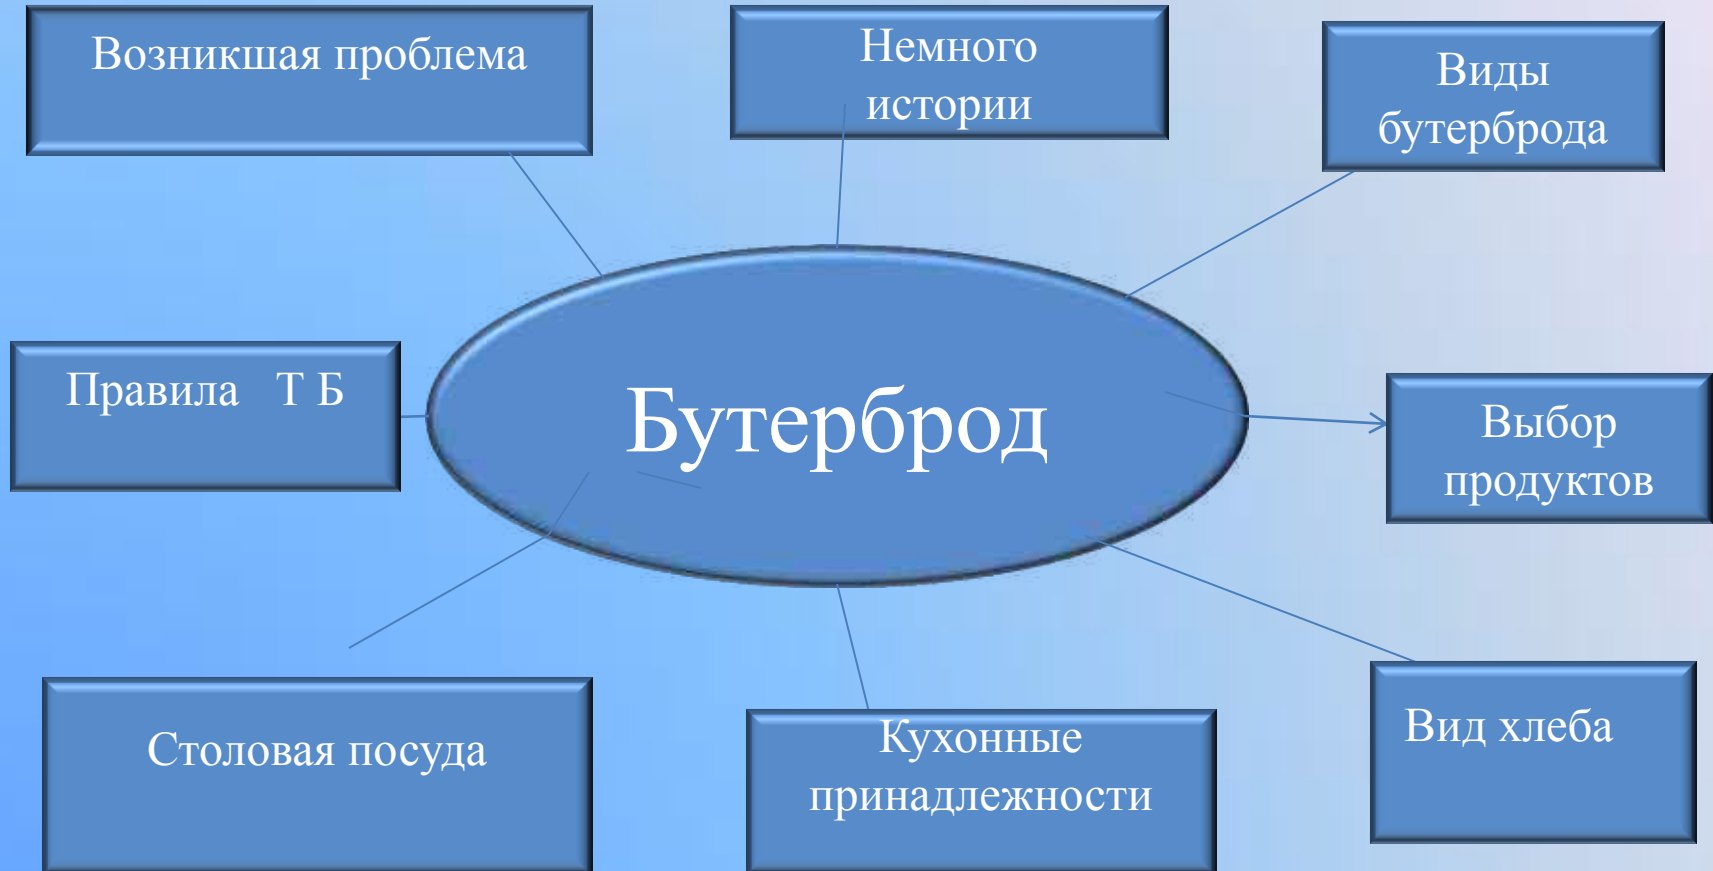 Возникшая проблема
Немного
истории
Виды
бутерброда
Правила Т Б
Бутерброд
Выбор
продуктов
Столовая посуда
Кухонные
принадлежности
Вид хлеба